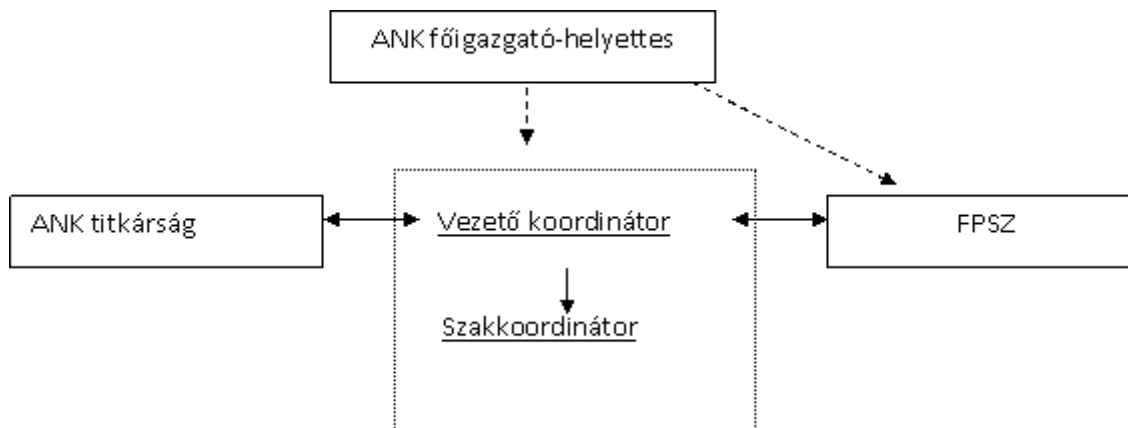 ANK főigazgató-helyettes
ANK titkárság
Vezető koordinátor
FPSZ
Szakkoordinátor